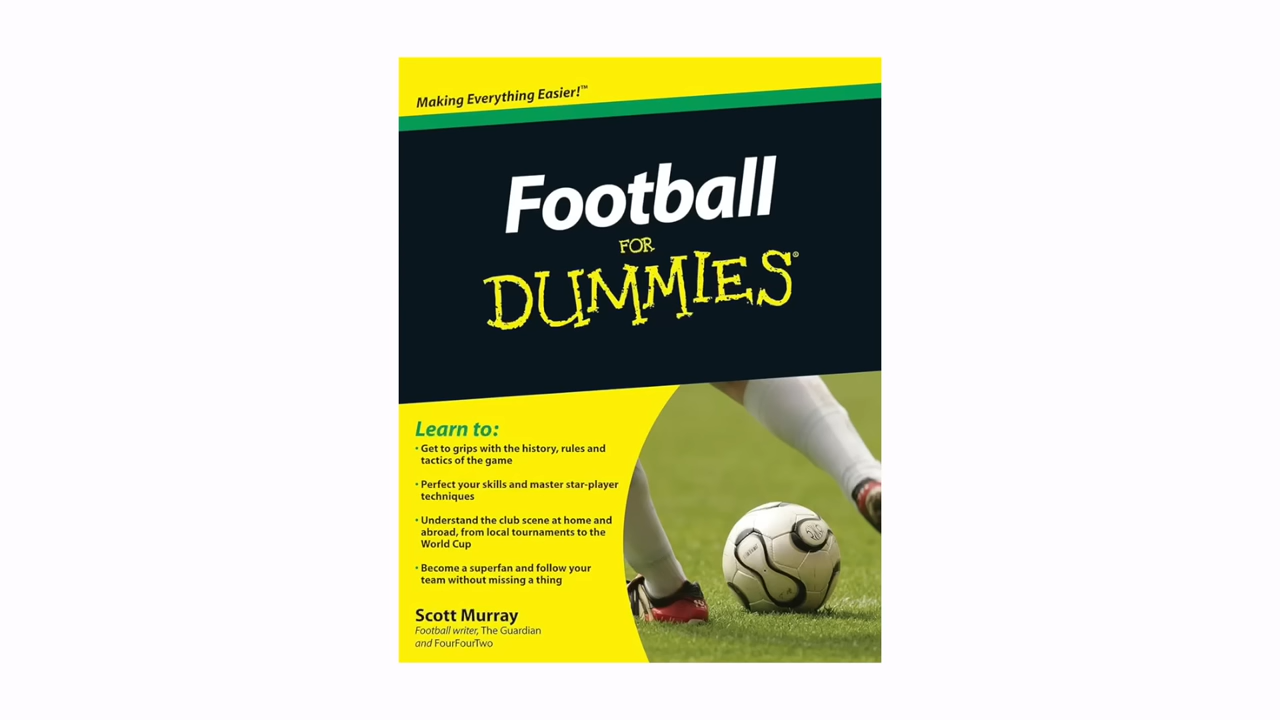 Making Everything Easier!™
Football
FOR
DUMMIES®
Learn to:
• Get to grips with the history, rules and
tactics of the game
• Perfect your skills and master star-player
techniques
• Understand the club scene at home and
abroad, from local tournaments to the
World Cup
• Become a superfan and follow your
team without missing a thing
Scott Murray
Football writer, The Guardian
and FourFourTwo